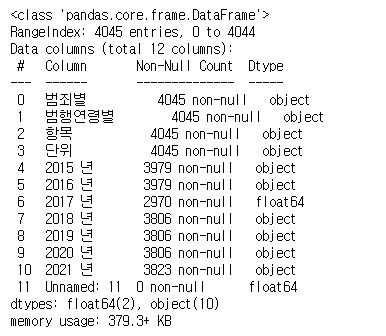 <class 'pandas.core.frame.DataFrame'>
RangeIndex: 4045 entries, 0 to 4044
Data columns (total 12 columns):
 #   Column       Non-Null Count  Dtype
---  ------       --------------  -----
 0   범죄별          4045 non-null   object
 1   범행연령별        4045 non-null   object
 2   항목           4045 non-null   object
 3   단위           4045 non-null   object
 4   2015 년       3979 non-null   object
 5   2016 년       3979 non-null   object
 6   2017 년       2970 non-null   float64
 7   2018 년       3806 non-null   object
 8   2019 년       3806 non-null   object
 9   2020 년       3806 non-null   object
 10  2021 년       3823 non-null   object
 11  Unnamed: 11  0 non-null      float64
dtypes: float64(2), object(10)
memory usage: 379.3+ KB